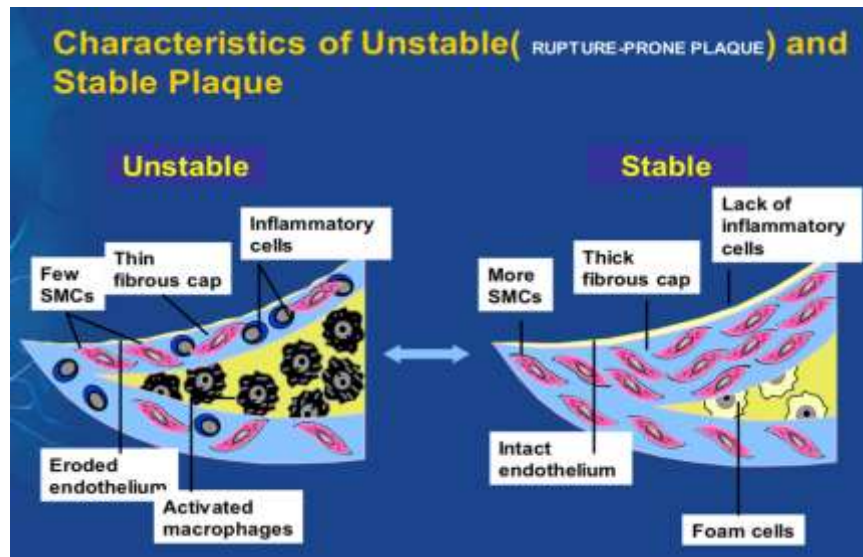 Characteristics of Unstable( RUPTURE-PRONE PLAQUE) and
Stable Plaque
Unstable
Stable
Inflammatory
cells
Thin
fibrous cap
Few
SMCs
Eroded
endothelium
Activated
macrophages
Lack of
inflammatory
cells
Thick
fibrous cap
More
SMCs
Intact
endothelium
Foam cells